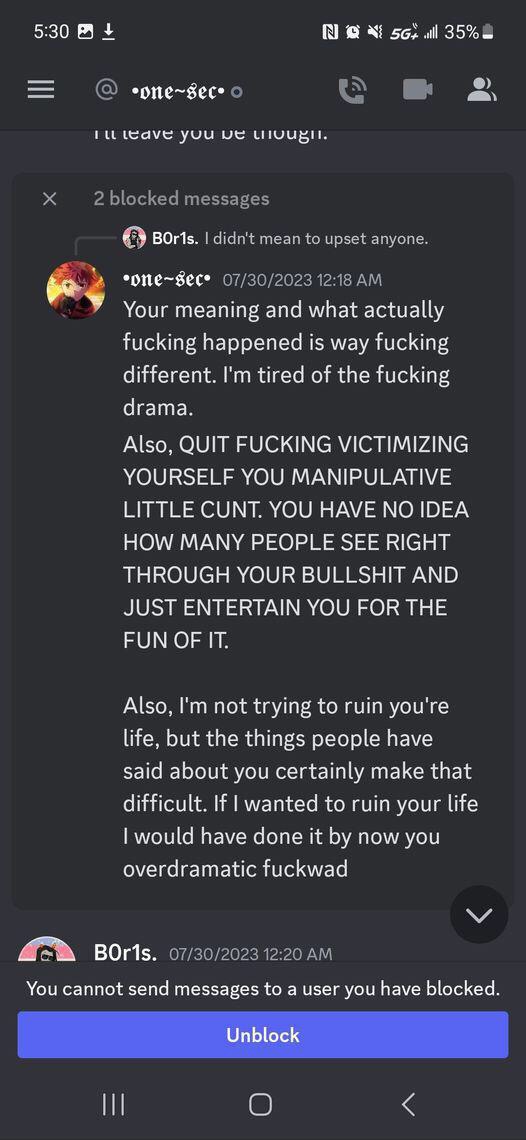 5:30 5G+ 35%
@ •𝖔𝖓𝖊~𝖘𝖊𝖈•
I'll leave you be though.
2 blocked messages
B0r1s. I didn't mean to upset anyone.
•𝖔𝖓𝖊~𝖘𝖊𝖈• 07/30/2023 12:18 AM
Your meaning and what actually
fucking happened is way fucking
different. I'm tired of the fucking
drama.
Also, QUIT FUCKING VICTIMIZING
YOURSELF YOU MANIPULATIVE
LITTLE CUNT. YOU HAVE NO IDEA
HOW MANY PEOPLE SEE RIGHT
THROUGH YOUR BULLSHIT AND
JUST ENTERTAIN YOU FOR THE
FUN OF IT.
Also, I'm not trying to ruin you're
life, but the things people have
said about you certainly make that
difficult. If I wanted to ruin your life
I would have done it by now you
overdramatic fuckwad
B0r1s. 07/30/2023 12:20 AM
You cannot send messages to a user you have blocked.
Unblock